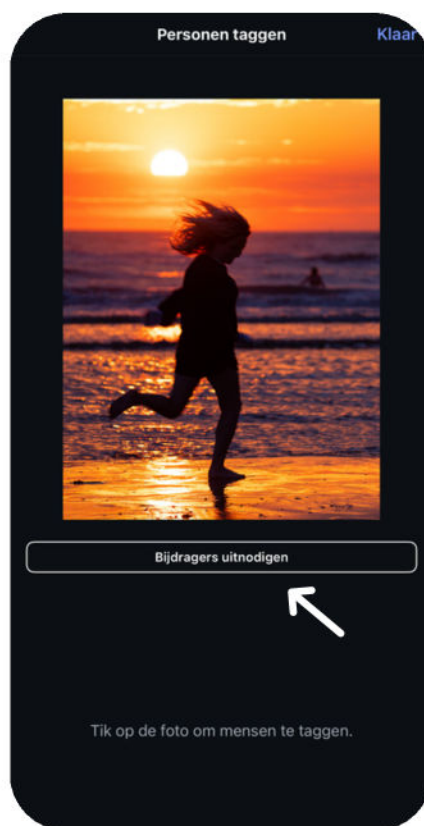 Personen taggen
Klaar
Bijdragers uitnodigen
Tik op de foto om mensen te taggen.